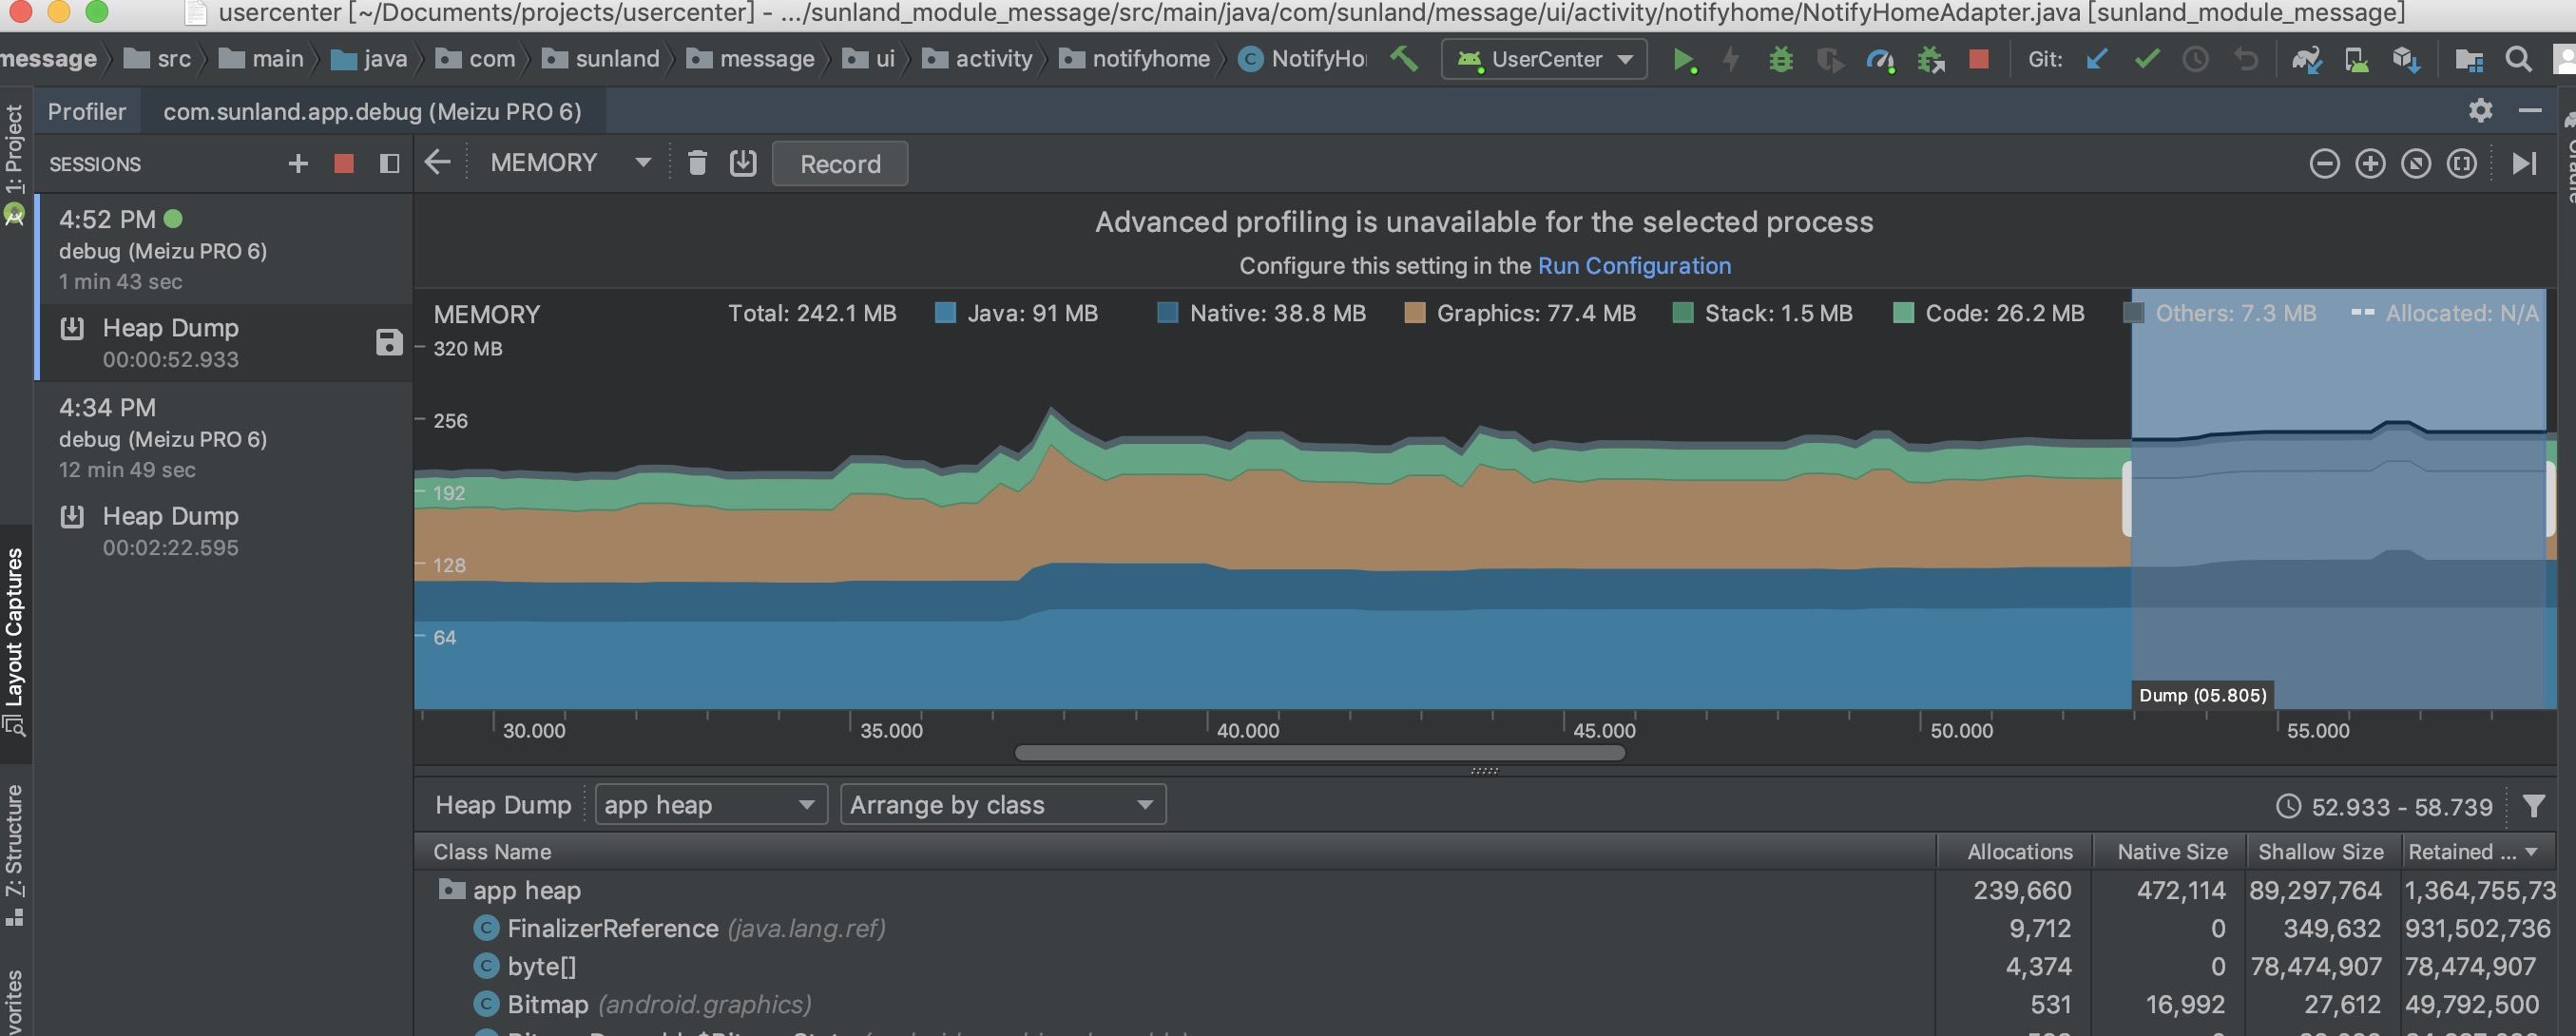 usercenter [~/Documents/projects/usercenter] - .../sunland_module_message/src/main/java/com/sunland/message/ui/activity/notifyhome/NotifyHomeAdapter.java [sunland_module_message]
message src main java com sunland message ui activity notifyhome NotifyHo UserCenter Git:
Profiler com.sunland.app.debug (Meizu PRO 6)
1: Project
SESSIONS MEMORY Record
4:52 PM
debug (Meizu PRO 6)
1 min 43 sec
Heap Dump
00:00:52.933
4:34 PM
debug (Meizu PRO 6)
12 min 49 sec
Heap Dump
00:02:22.595
Layout Captures
7: Structure
vorites
Advanced profiling is unavailable for the selected process
Configure this setting in the Run Configuration
MEMORY Total: 242.1 MB Java: 91 MB Native: 38.8 MB Graphics: 77.4 MB Stack: 1.5 MB Code: 26.2 MB Others: 7.3 MB Allocated: N/A
320 MB
256
192
128
64
Dump (05.805)
30.000 35.000 40.000 45.000 50.000 55.000
Heap Dump app heap Arrange by class 52.933 - 58.739
Class Name Allocations Native Size Shallow Size Retained ...
app heap 239,660 472,114 89,297,764 1,364,755,73
FinalizerReference (java.lang.ref) 9,712 0 349,632 931,502,736
byte[] 4,374 0 78,474,907 78,474,907
Bitmap (android.graphics) 531 16,992 27,612 49,792,500